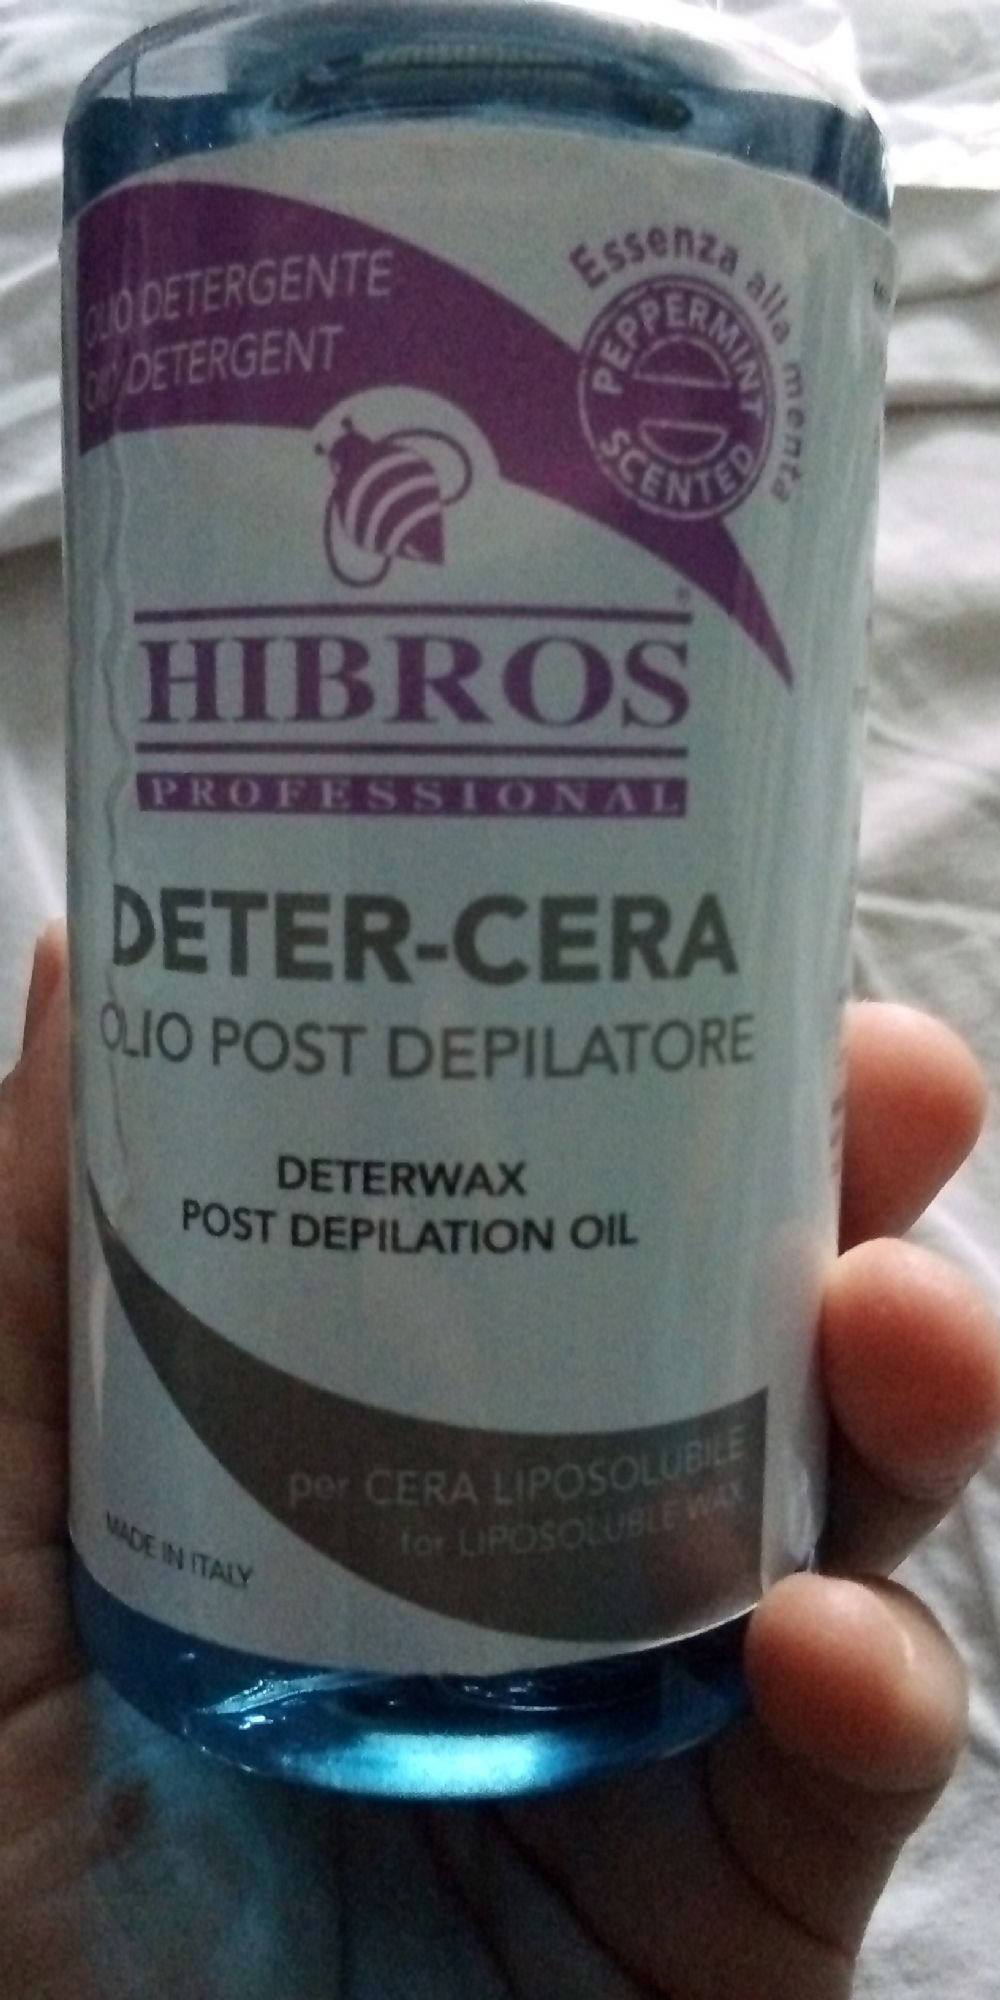 OLIO DETERGENTE
OIL DETERGENT
Essenza alla menta
PEPPERMINT
SCENTED
HIBROS®
PROFESSIONAL
DETER-CERA
OLIO POST DEPILATORE
DETERWAX
POST DEPILATION OIL
per CERA LIPOSOLUBILE
for LIPOSOLUBLE WAX
MADE IN ITALY